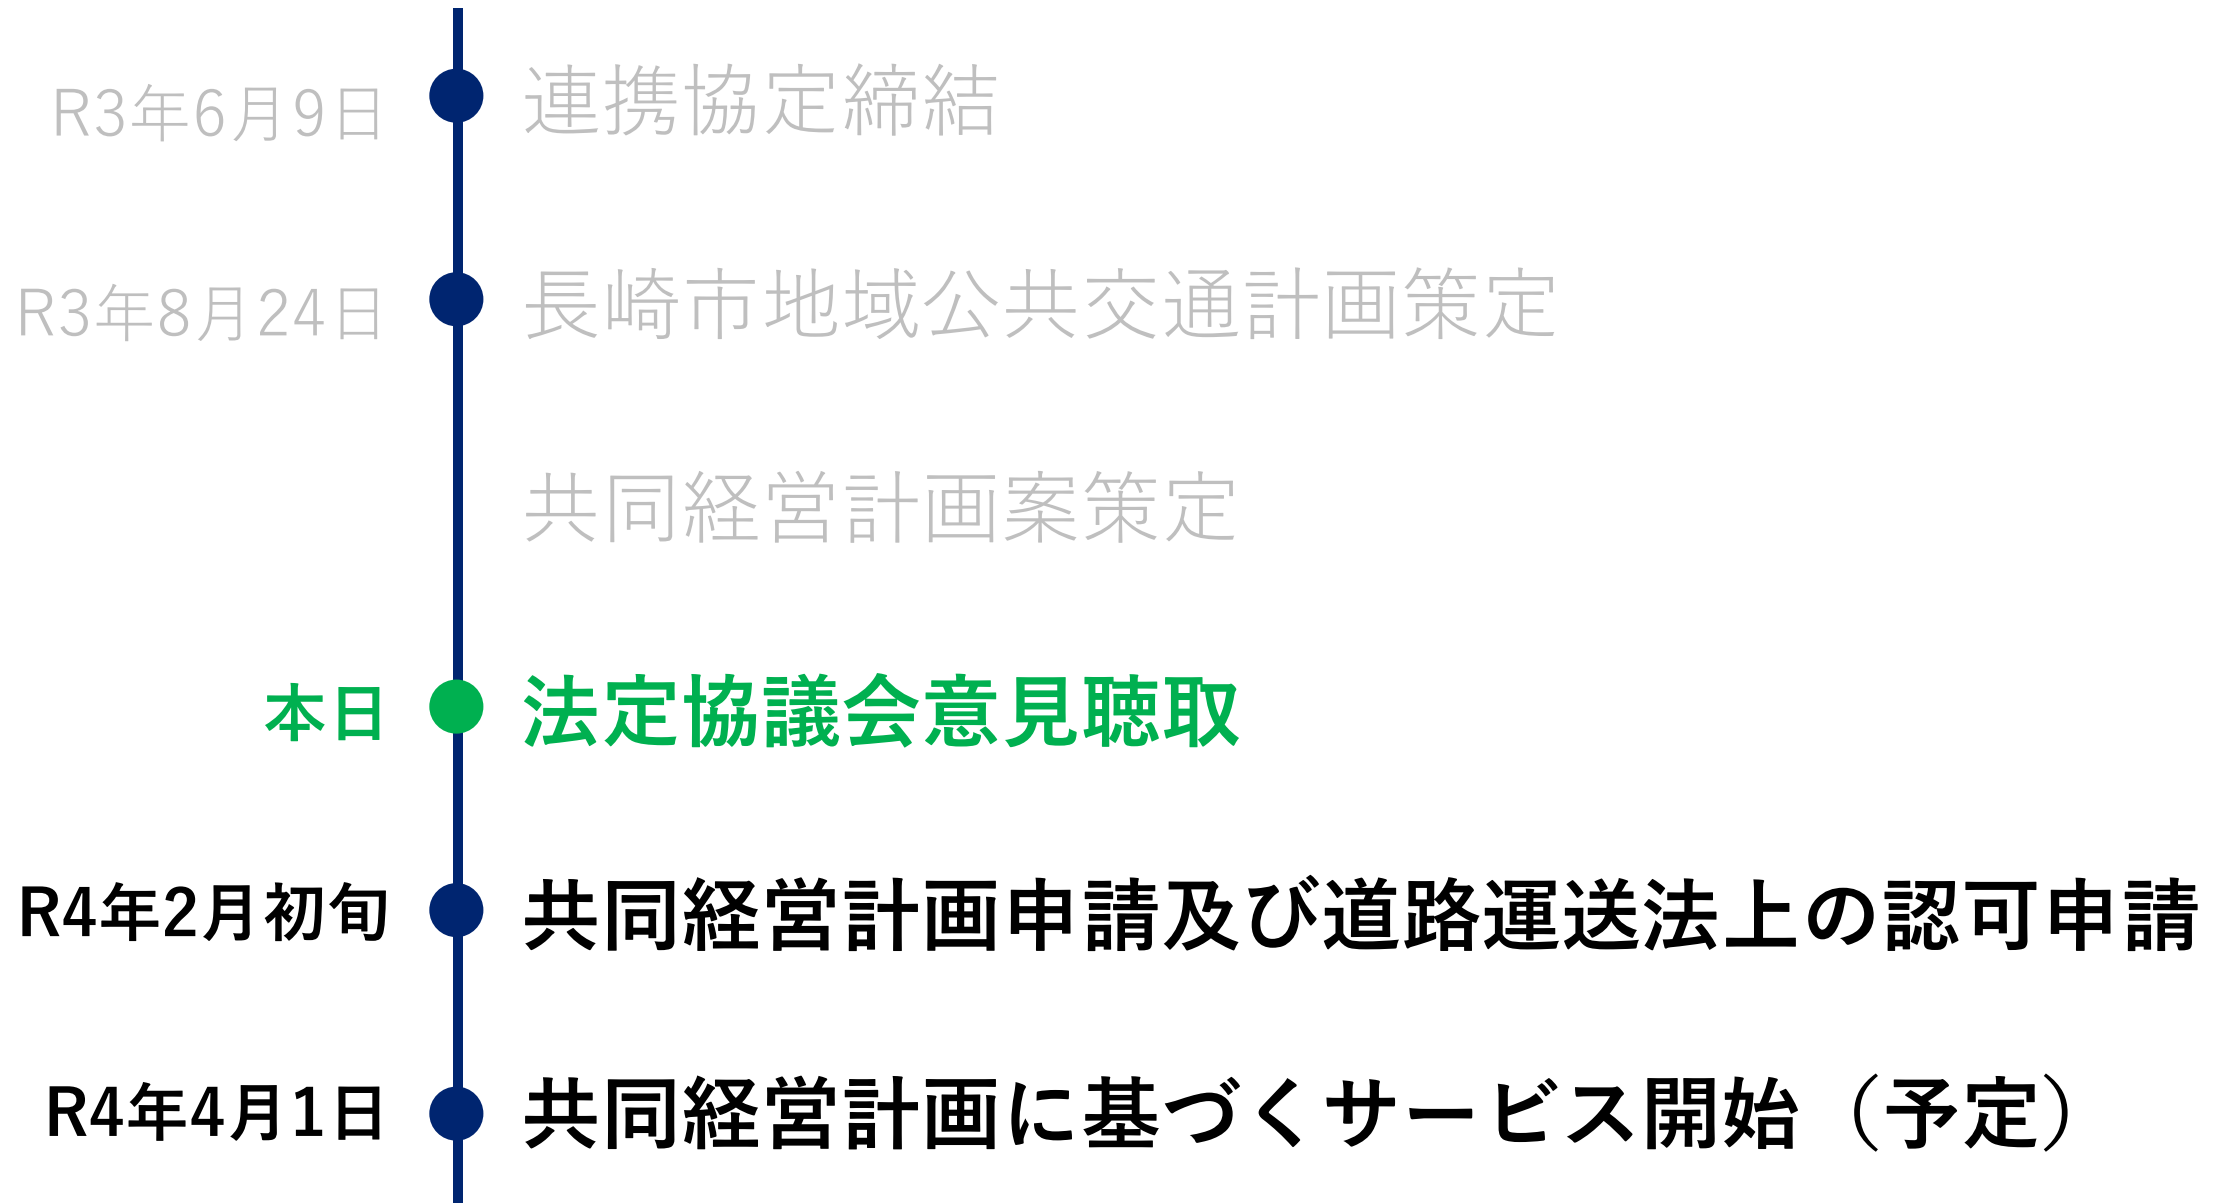 R3年6月9日 連携協定締結
R3年8月24日 長崎市地域公共交通計画策定
共同経営計画案策定
本日 法定協議会意見聴取
R4年2月初旬 共同経営計画申請及び道路運送法上の認可申請
R4年4月1日 共同経営計画に基づくサービス開始（予定）